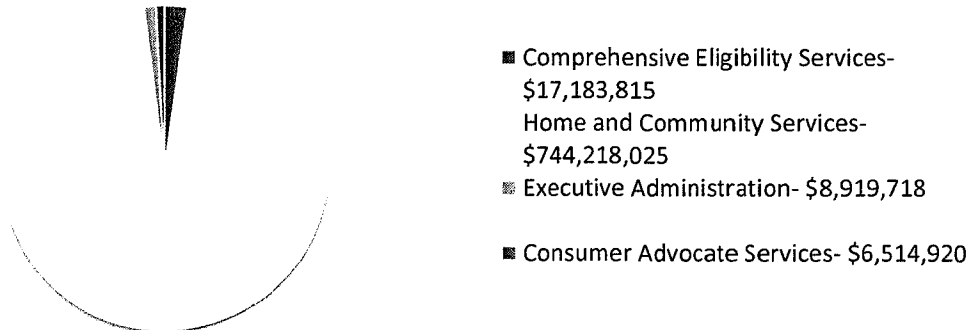 Comprehensive Eligibility Services-
$17,183,815
Home and Community Services-
$744,218,025
Executive Administration- $8,919,718
Consumer Advocate Services- $6,514,920